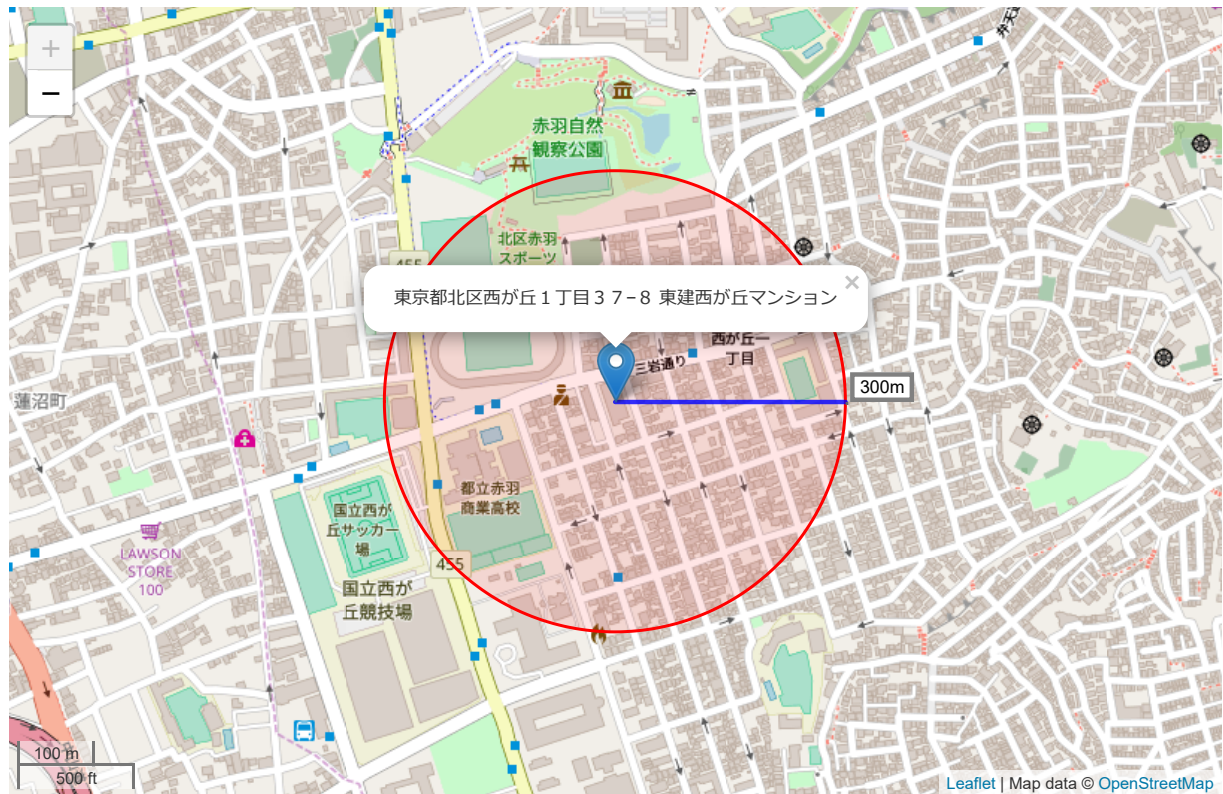 +
−
弁天通
赤羽自然
観察公園
北区赤羽
スポーツ
455
東京都北区西が丘１丁目３７−８ 東建西が丘マンション
×
西が丘一
丁目
三岩通り
300m
蓮沼町
都立赤羽
商業高校
国立西が
丘サッカー
場
LAWSON
STORE
100
455
国立西が
丘競技場
100 m
500 ft
Leaflet | Map data © OpenStreetMap